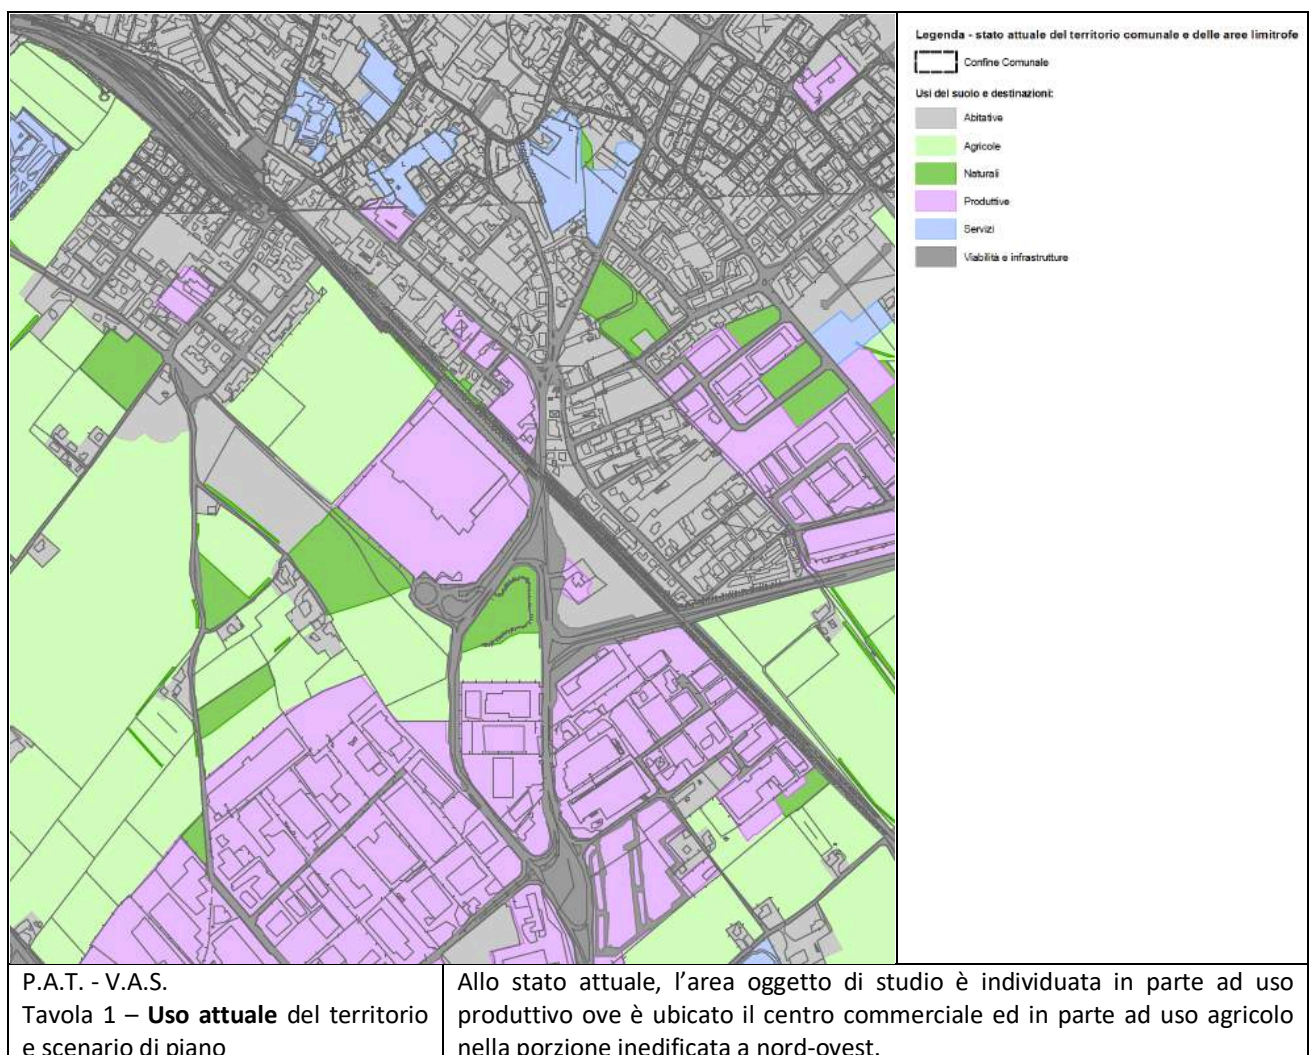 Legenda - stato attuale del territorio comunale e delle aree limitrofe
Confine Comunale
Usi del suolo e destinazioni:
Abitative
Agricole
Naturali
Produttive
Servizi
Viabilità e infrastrutture
P.A.T. - V.A.S.
Tavola 1 – Uso attuale del territorio
e scenario di piano
Allo stato attuale, l’area oggetto di studio è individuata in parte ad uso
produttivo ove è ubicato il centro commerciale ed in parte ad uso agricolo
nella porzione inedificata a nord-ovest.